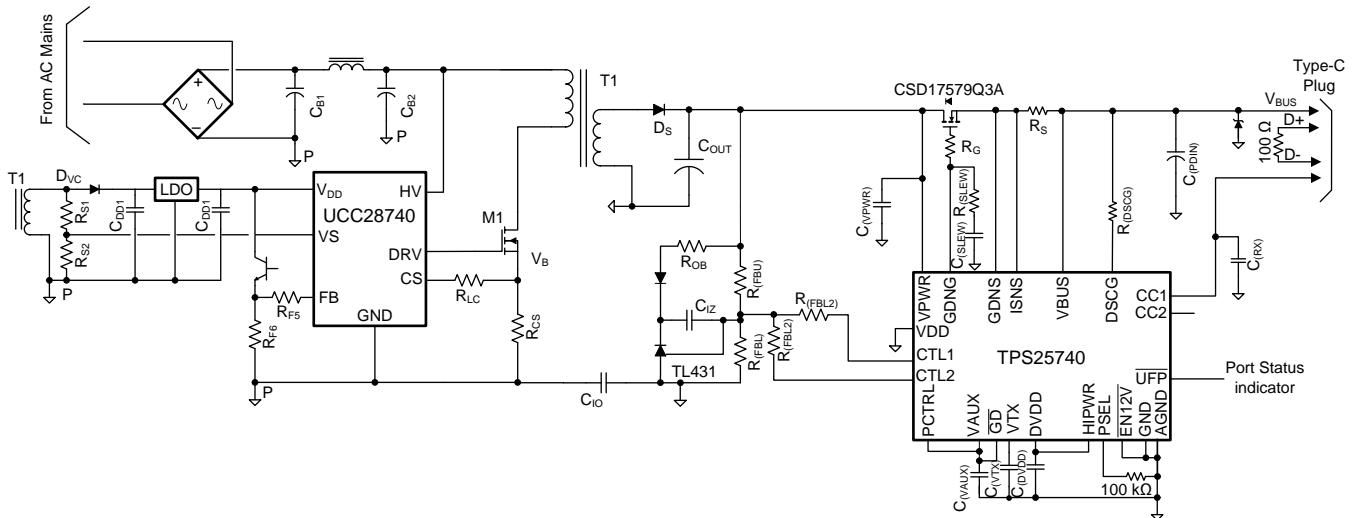 From AC Mains
+
−
CB1
CB2
P
T1
CSD17579Q3A
Type-C
Plug
VBUS
D+
100 Ω
D-
DS
COUT
RG
RS
C(PDIN)
R(SLEW)
C(SLEW)
C(VPWR)
R(DSCG)
C(RX)
T1
DVC
LDO
RS1
RS2
CDD1
CDD1
P
VDD
HV
UCC28740
VS
DRV
CS
FB
GND
M1
VB
RLC
RF5
RF6
RCS
P
CIO
ROB
R(FBU)
CIZ
R(FBL)
TL431
R(FBL2)
R(FBL2)
VPWR
GDNG
GDNS
ISNS
VBUS
DSCG
CC1
CC2
VDD
CTL1
CTL2
TPS25740
UFP
Port Status
indicator
PCTRL
VAUX
GD
VTX
DVDD
HIPWR
PSEL
EN12V
GND
AGND
C(VAUX)
C(VTX)
C(DVDD)
100 kΩ